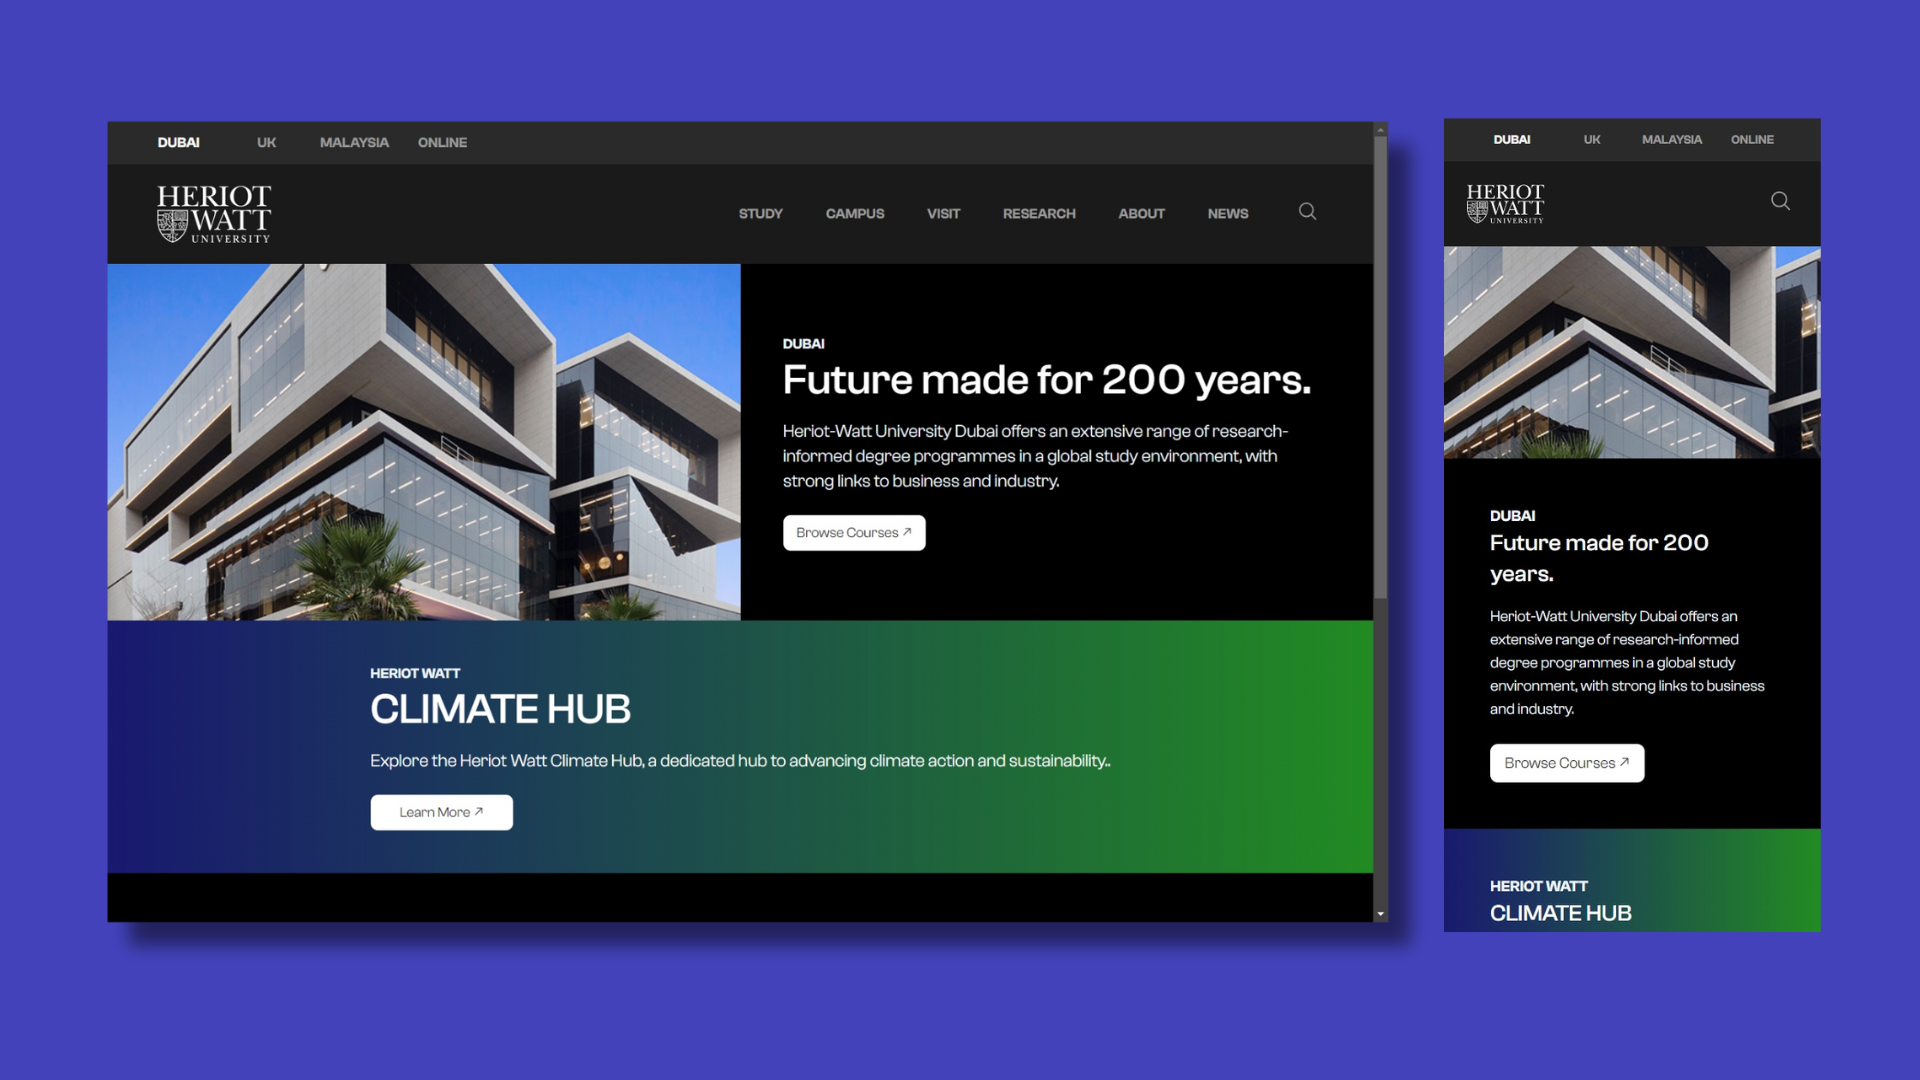 DUBAI UK MALAYSIA ONLINE
HERIOT
WATT
UNIVERSITY
STUDY CAMPUS VISIT RESEARCH ABOUT NEWS
DUBAI
Future made for 200 years.
Heriot-Watt University Dubai offers an extensive range of research-
informed degree programmes in a global study environment, with
strong links to business and industry.
Browse Courses ↗
HERIOT WATT
CLIMATE HUB
Explore the Heriot Watt Climate Hub, a dedicated hub to advancing climate action and sustainability..
Learn More ↗
DUBAI UK MALAYSIA ONLINE
HERIOT
WATT
UNIVERSITY
DUBAI
Future made for 200
years.
Heriot-Watt University Dubai offers an
extensive range of research-informed
degree programmes in a global study
environment, with strong links to business
and industry.
Browse Courses ↗
HERIOT WATT
CLIMATE HUB